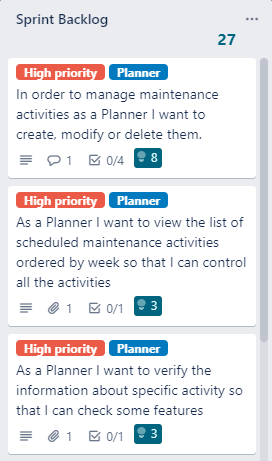 Sprint Backlog
27
High priority Planner
In order to manage maintenance
activities as a Planner I want to
create, modify or delete them.
1 0/4 8
High priority Planner
As a Planner I want to view the list of
scheduled maintenance activities
ordered by week so that I can control
all the activities
1 0/1 3
High priority Planner
As a Planner I want to verify the
information about specific activity so
that I can check some features
1 0/1 3